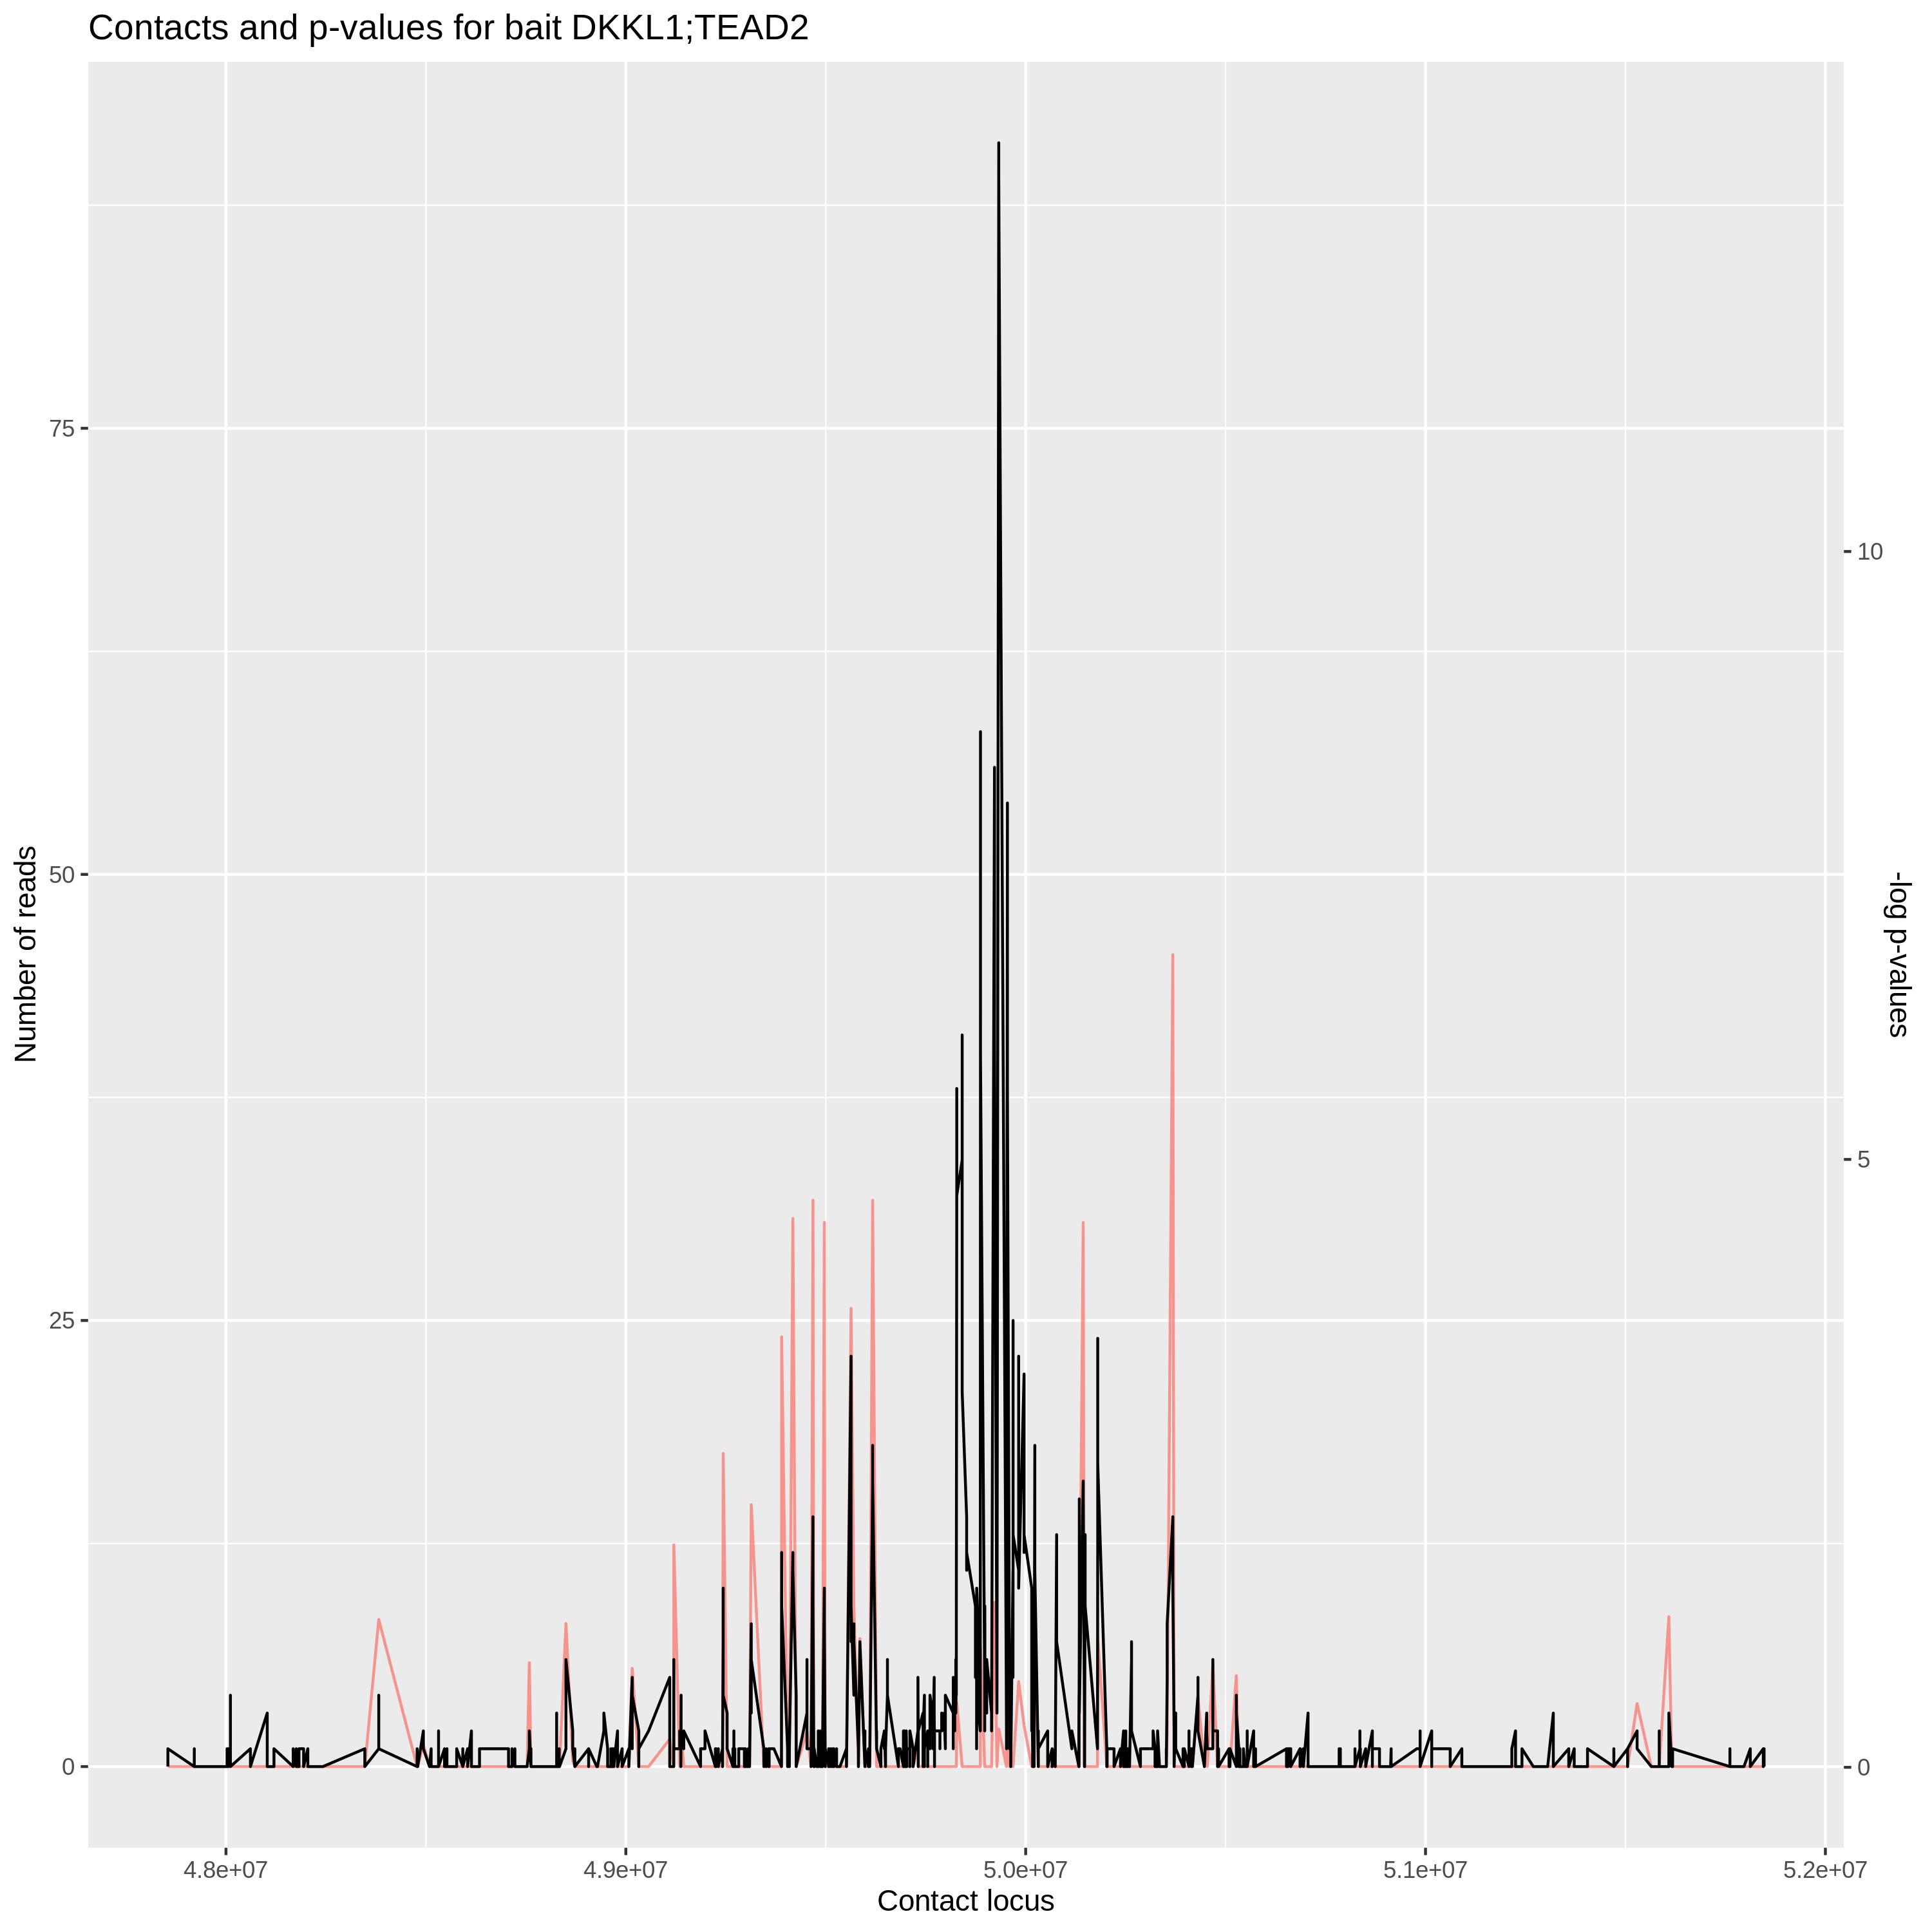 Contacts and p-values for bait DKKL1;TEAD2
75
50
25
0
10
5
0
Number of reads
-log p-values
4.8e+07 4.9e+07 5.0e+07 5.1e+07 5.2e+07
Contact locus